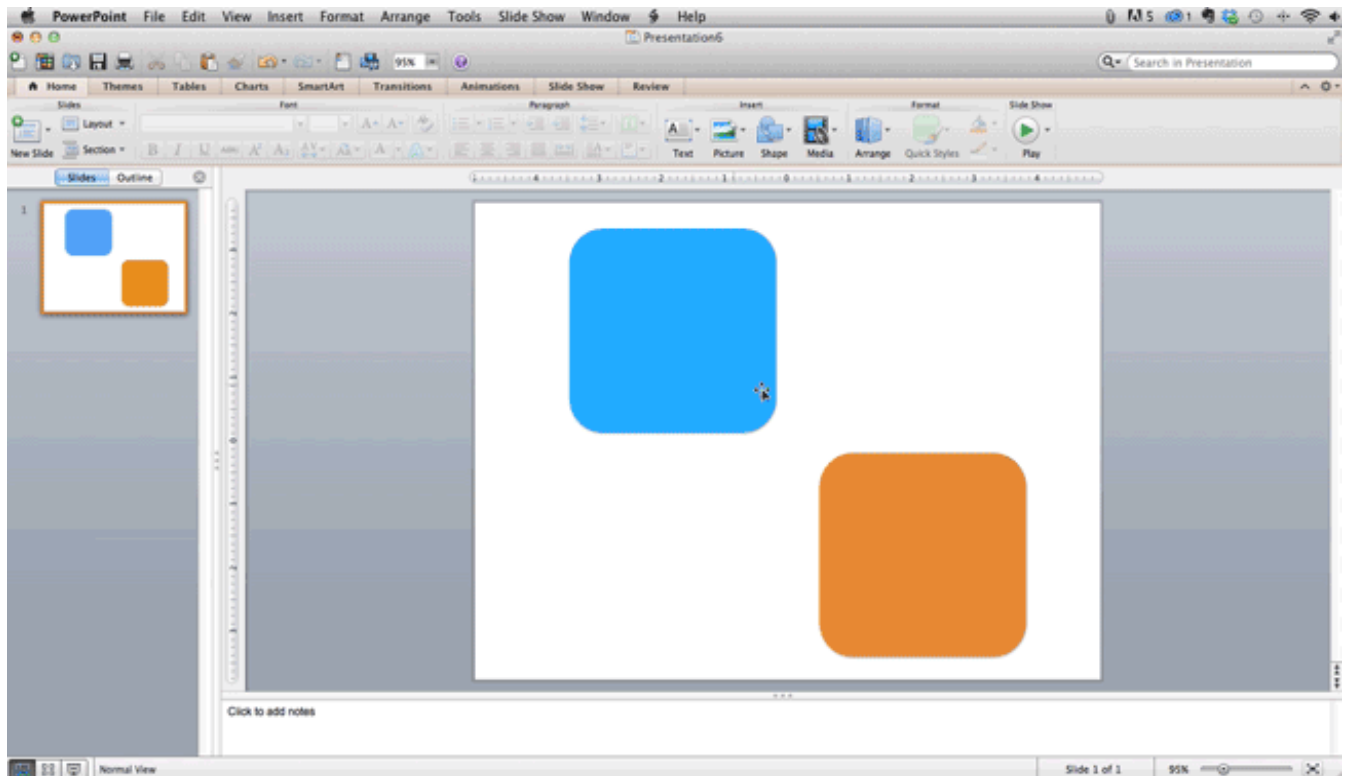 PowerPoint File Edit View Insert Format Arrange Tools Slide Show Window Help
Presentation6
95%
Search in Presentation
Home Themes Tables Charts SmartArt Transitions Animations Slide Show Review
Slides Font Paragraph Insert Format Slide Show
Layout
New Slide Section Text Picture Shape Media Arrange Quick Styles Play
Slides Outline
1
Click to add notes
Normal View Slide 1 of 1 95%